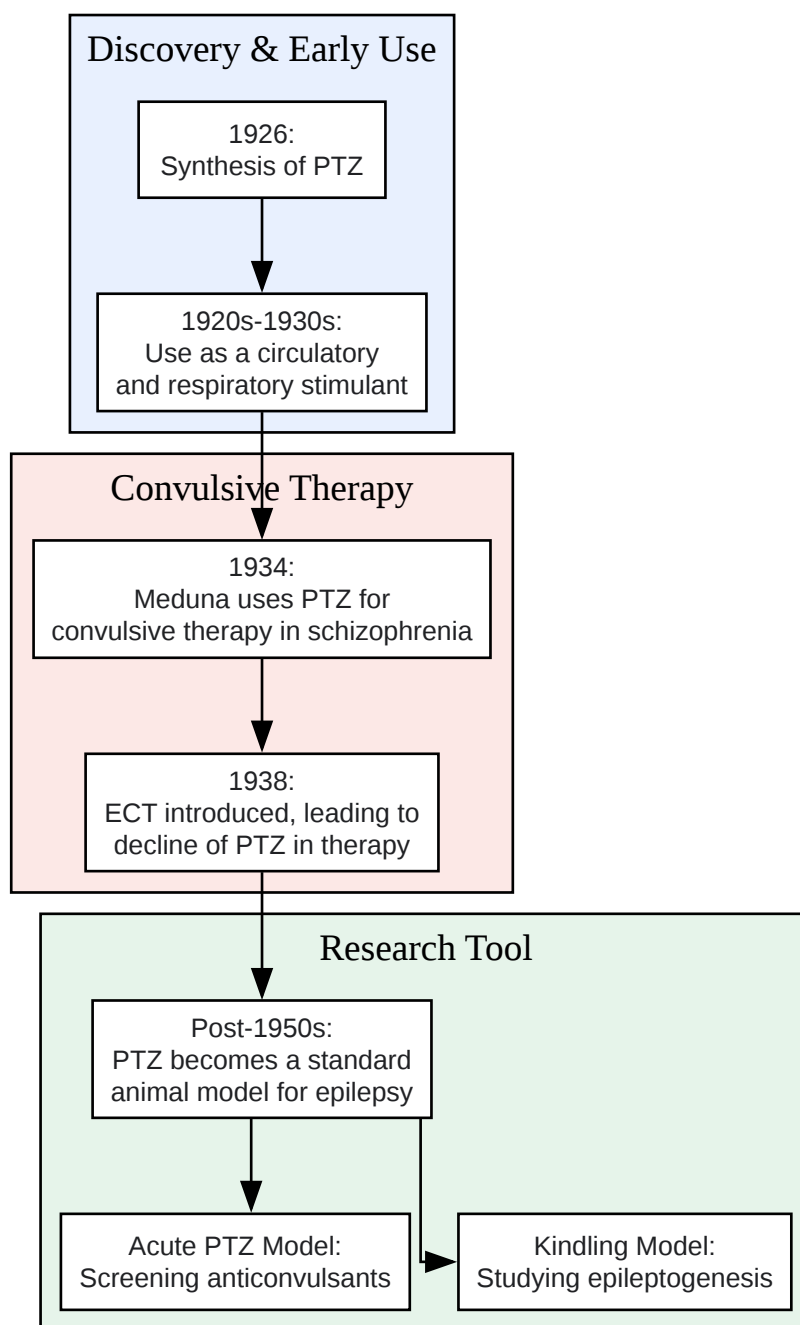 Discovery & Early Use
1926:
Synthesis of PTZ
1920s-1930s:
Use as a circulatory
and respiratory stimulant
Convulsive Therapy
1934:
Meduna uses PTZ for
convulsive therapy in schizophrenia
1938:
ECT introduced, leading to
decline of PTZ in therapy
Research Tool
Post-1950s:
PTZ becomes a standard
animal model for epilepsy
Acute PTZ Model:
Screening anticonvulsants
Kindling Model:
Studying epileptogenesis